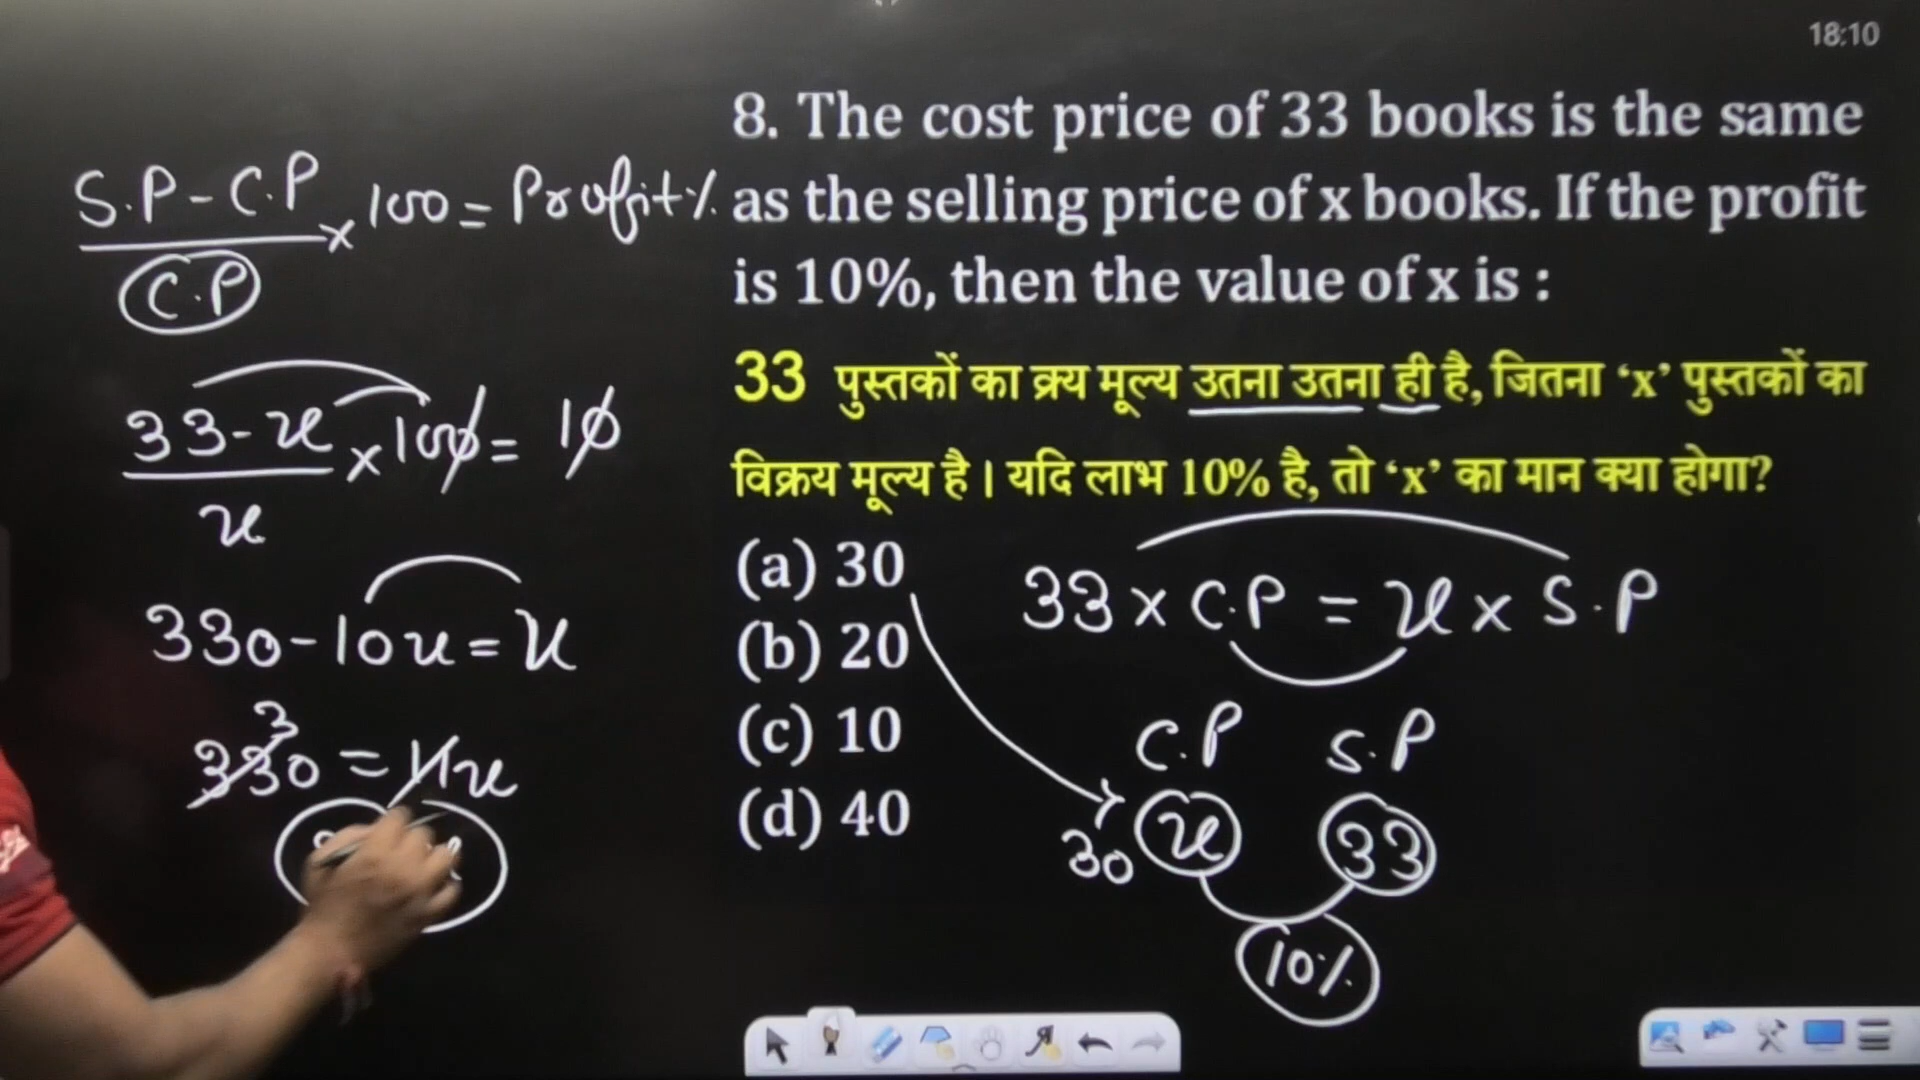 18:10
8. The cost price of 33 books is the same
as the selling price of x books. If the profit
is 10%, then the value of x is :
33 पुस्तकों का क्रय मूल्य उतना उतना ही है, जितना ‘x’ पुस्तकों का
विक्रय मूल्य है। यदि लाभ 10% है, तो ‘x’ का मान क्या होगा?
(a) 30
(b) 20
(c) 10
(d) 40
S.P - C.P × 100 = Profit%
C.P
33 - x × 100 = 10
x
330 - 10x = x
3
330 = 11x
33 × C.P = x × S.P
C.P S.P
30 x 33
10%